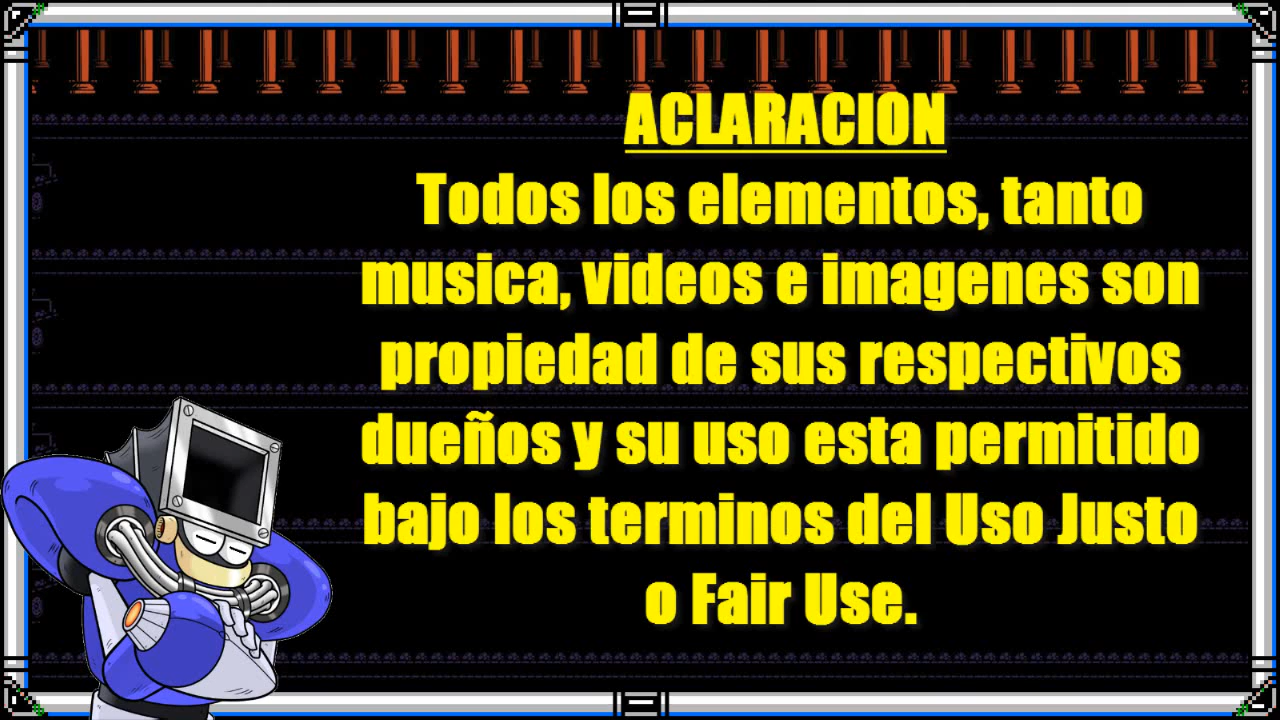 ACLARACION
Todos los elementos, tanto
musica, videos e imagenes son
propiedad de sus respectivos
dueños y su uso esta permitido
bajo los terminos del Uso Justo
o Fair Use.